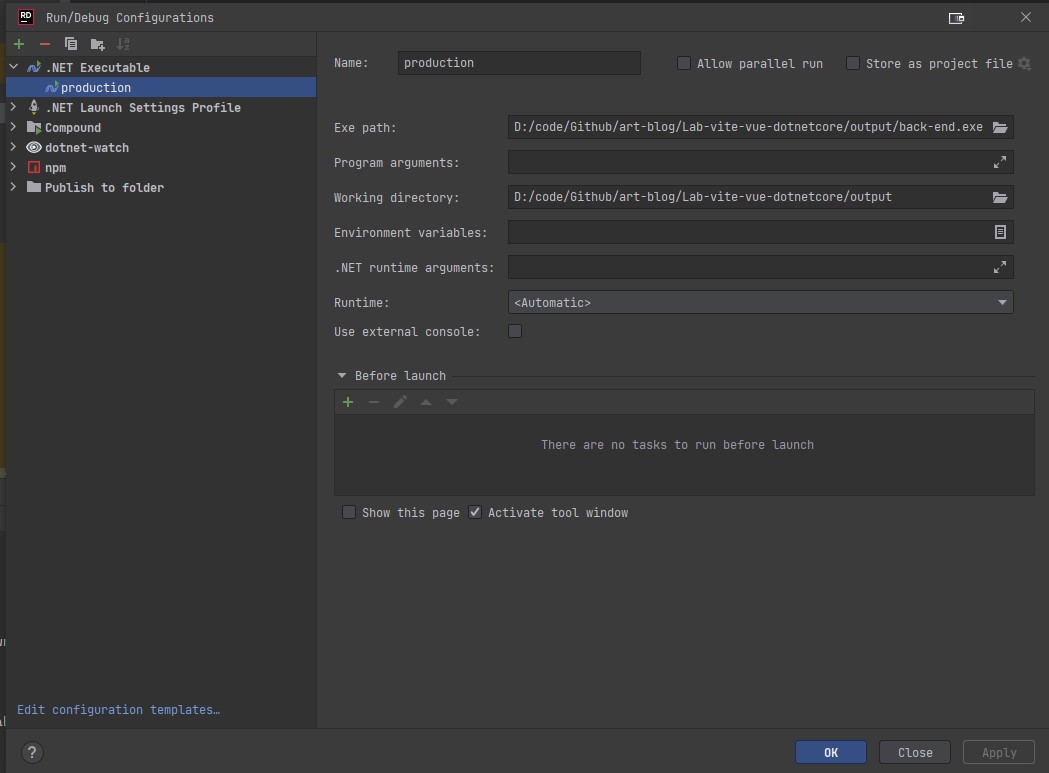 RD Run/Debug Configurations
.NET Executable
production
.NET Launch Settings Profile
Compound
dotnet-watch
npm
Publish to folder
Edit configuration templates…
Name: production Allow parallel run Store as project file
Exe path: D:/code/Github/art-blog/Lab-vite-vue-dotnetcore/output/back-end.exe
Program arguments:
Working directory: D:/code/Github/art-blog/Lab-vite-vue-dotnetcore/output
Environment variables:
.NET runtime arguments:
Runtime: <Automatic>
Use external console:
Before launch
There are no tasks to run before launch
Show this page Activate tool window
? OK Close Apply